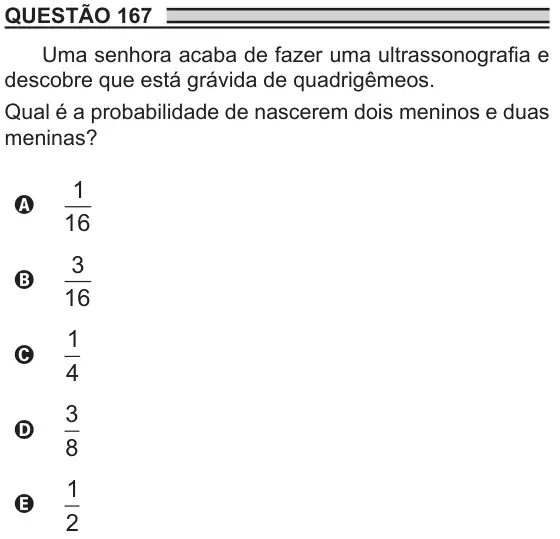 QUESTÃO 167
Uma senhora acaba de fazer uma ultrassonografia e
descobre que está grávida de quadrigêmeos.
Qual é a probabilidade de nascerem dois meninos e duas
meninas?
A 1/16
B 3/16
C 1/4
D 3/8
E 1/2